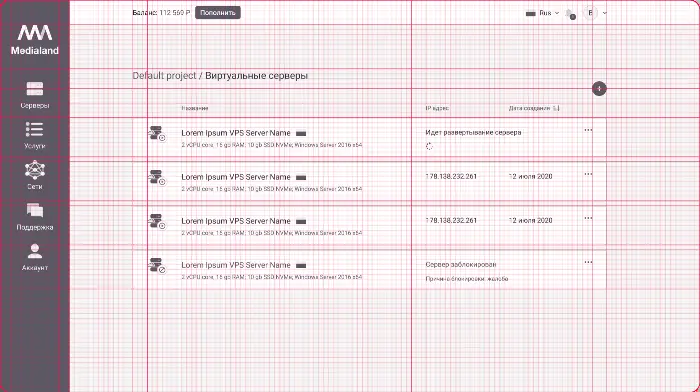 Medialand
Серверы
Услуги
Сети
Поддержка
Аккаунт
Баланс: 112 569 ₽ Пополнить
Rus
В
Default project / Виртуальные серверы
+
Название IP адрес Дата создания
Lorem Ipsum VPS Server Name
Идет развертывание сервера
2 vCPU core; 16 gb RAM; 10 gb SSD NVMe; Windows Server 2016 x64
Lorem Ipsum VPS Server Name 178.138.232.261 12 июля 2020
2 vCPU core; 16 gb RAM; 10 gb SSD NVMe; Windows Server 2016 x64
Lorem Ipsum VPS Server Name 178.138.232.261 12 июля 2020
2 vCPU core; 16 gb RAM; 10 gb SSD NVMe; Windows Server 2016 x64
Lorem Ipsum VPS Server Name
Сервер заблокирован
2 vCPU core; 16 gb RAM; 10 gb SSD NVMe; Windows Server 2016 x64
Причина блокировки: жалоба